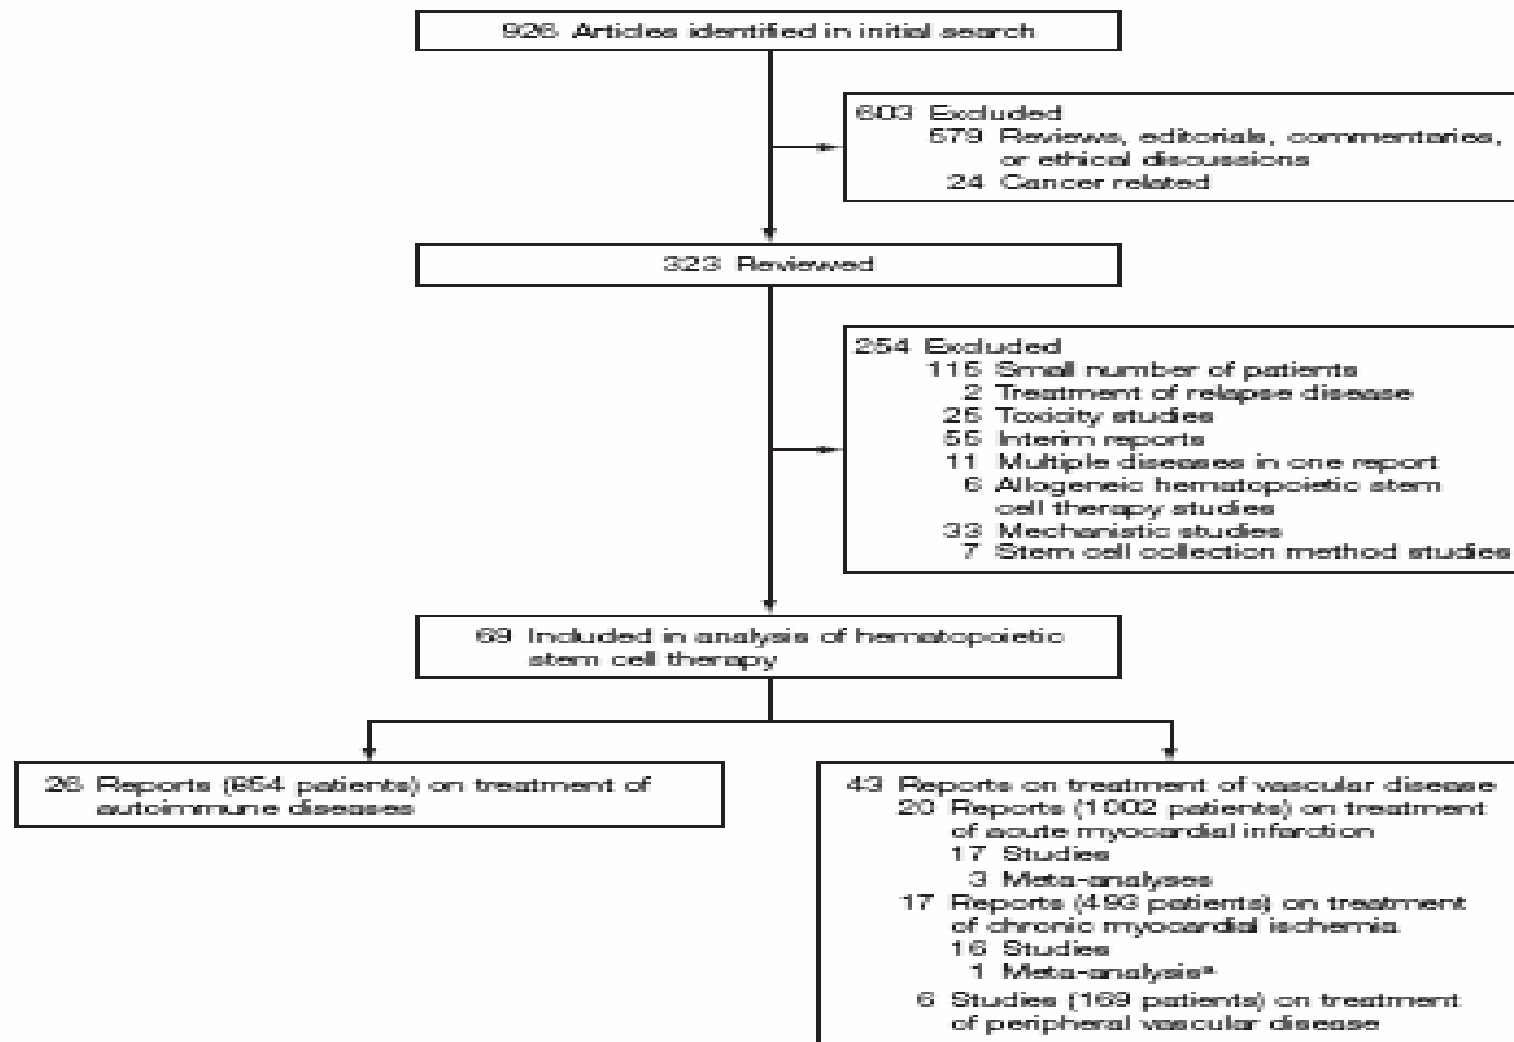 926 Articles identified in initial search
603 Excluded
579 Reviews, editorials, commentaries,
or ethical discussions
24 Cancer related
323 Reviewed
254 Excluded
115 Small number of patients
2 Treatment of relapse disease
25 Toxicity studies
55 Interim reports
11 Multiple diseases in one report
6 Allogeneic hematopoietic stem
cell therapy studies
33 Mechanistic studies
7 Stem cell collection method studies
69 Included in analysis of hematopoietic
stem cell therapy
26 Reports (854 patients) on treatment of
autoimmune diseases
43 Reports on treatment of vascular disease
20 Reports (1002 patients) on treatment
of acute myocardial infarction
17 Studies
3 Meta-analyses
17 Reports (493 patients) on treatment
of chronic myocardial ischemia
16 Studies
1 Meta-analysisᵃ
6 Studies (169 patients) on treatment
of peripheral vascular disease